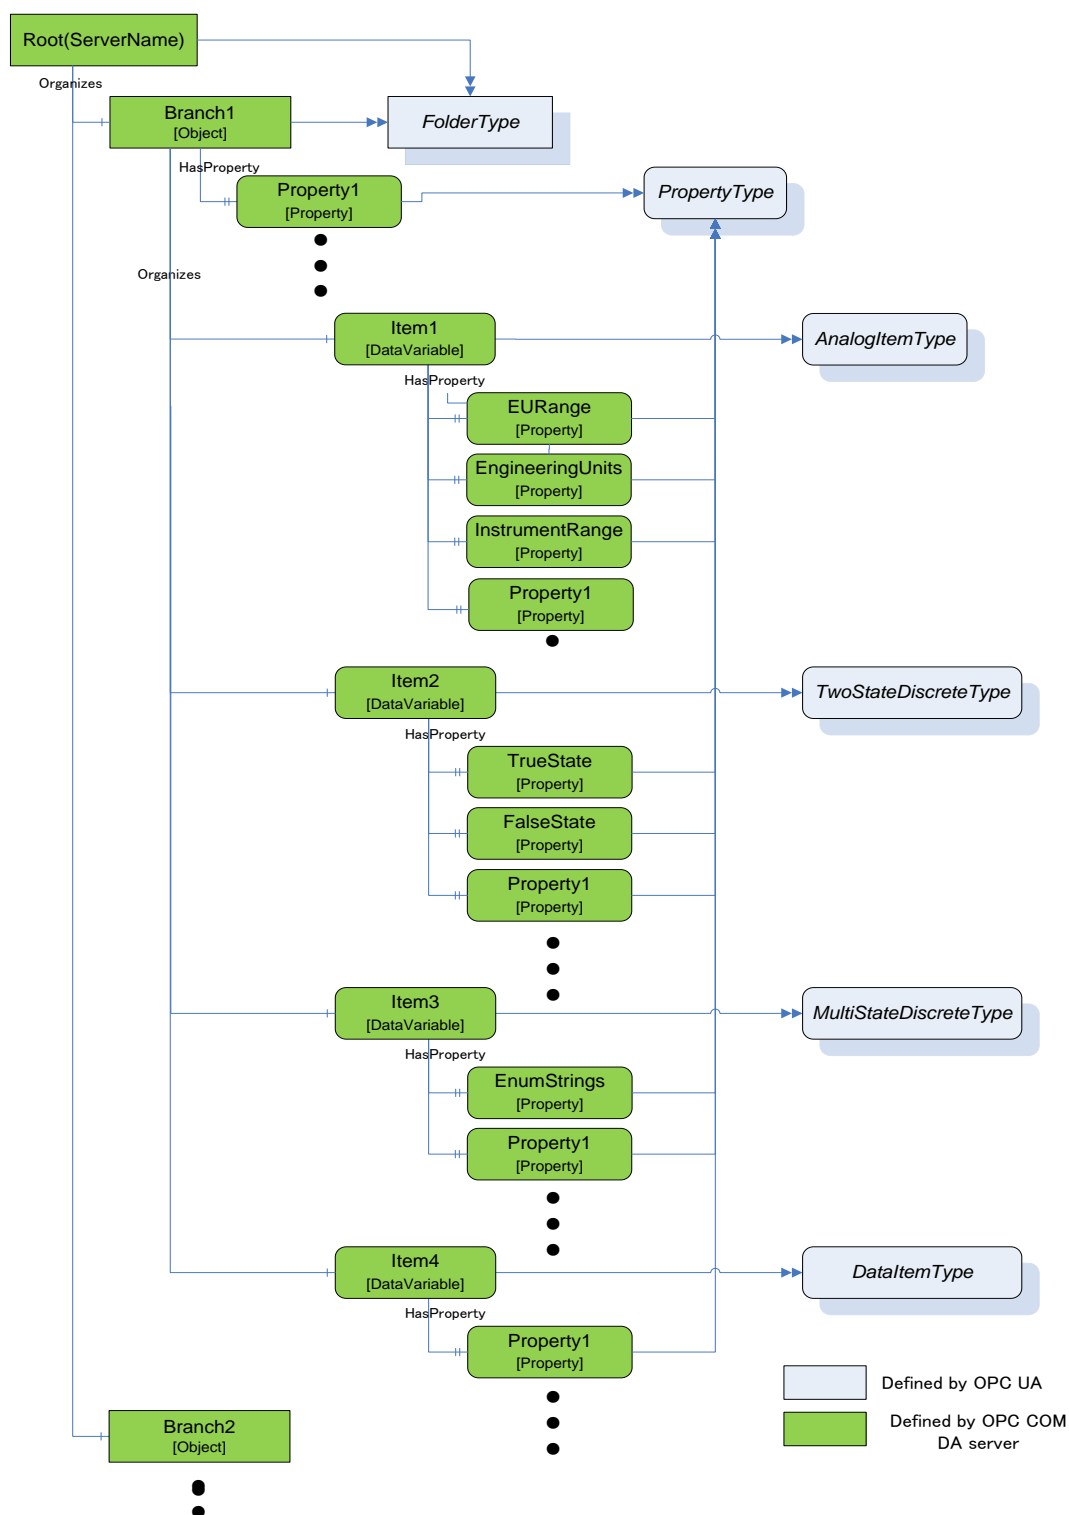 Root(ServerName)
Organizes
Branch1
[Object]
FolderType
HasProperty
Property1
[Property]
PropertyType
Organizes
Item1
[DataVariable]
AnalogItemType
HasProperty
EURange
[Property]
EngineeringUnits
[Property]
InstrumentRange
[Property]
Property1
[Property]
Item2
[DataVariable]
TwoStateDiscreteType
HasProperty
TrueState
[Property]
FalseState
[Property]
Property1
[Property]
Item3
[DataVariable]
MultiStateDiscreteType
HasProperty
EnumStrings
[Property]
Property1
[Property]
Item4
[DataVariable]
DataItemType
HasProperty
Property1
[Property]
Defined by OPC UA
Defined by OPC COM
DA server
Branch2
[Object]